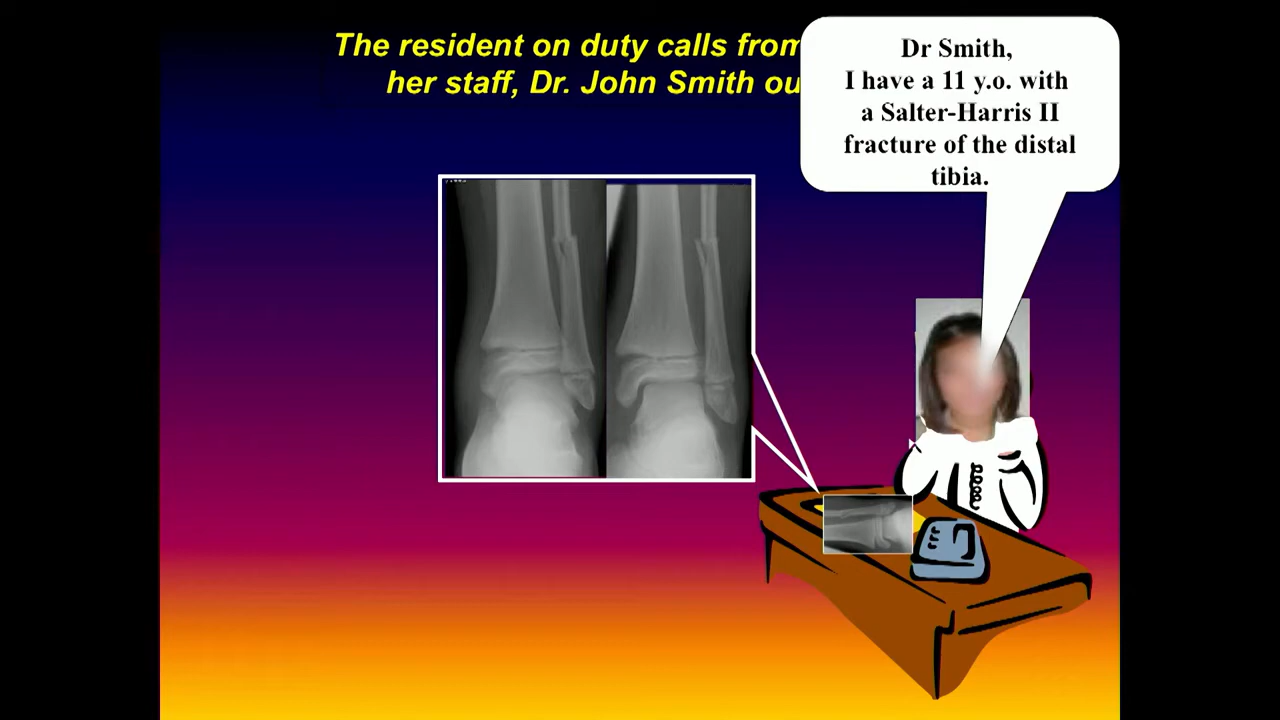 The resident on duty calls from
her staff, Dr. John Smith ou
Dr Smith,
I have a 11 y.o. with
a Salter-Harris II
fracture of the distal
tibia.